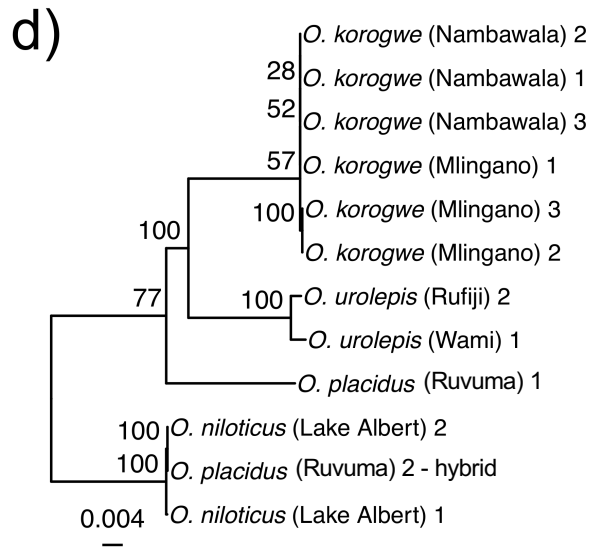 d)
O. korogwe (Nambawala) 2
28
O. korogwe (Nambawala) 1
52
O. korogwe (Nambawala) 3
57
O. korogwe (Mlingano) 1
100
O. korogwe (Mlingano) 3
100
O. korogwe (Mlingano) 2
77
100
O. urolepis (Rufiji) 2
O. urolepis (Wami) 1
O. placidus (Ruvuma) 1
100
O. niloticus (Lake Albert) 2
100
O. placidus (Ruvuma) 2 - hybrid
O. niloticus (Lake Albert) 1
0.004